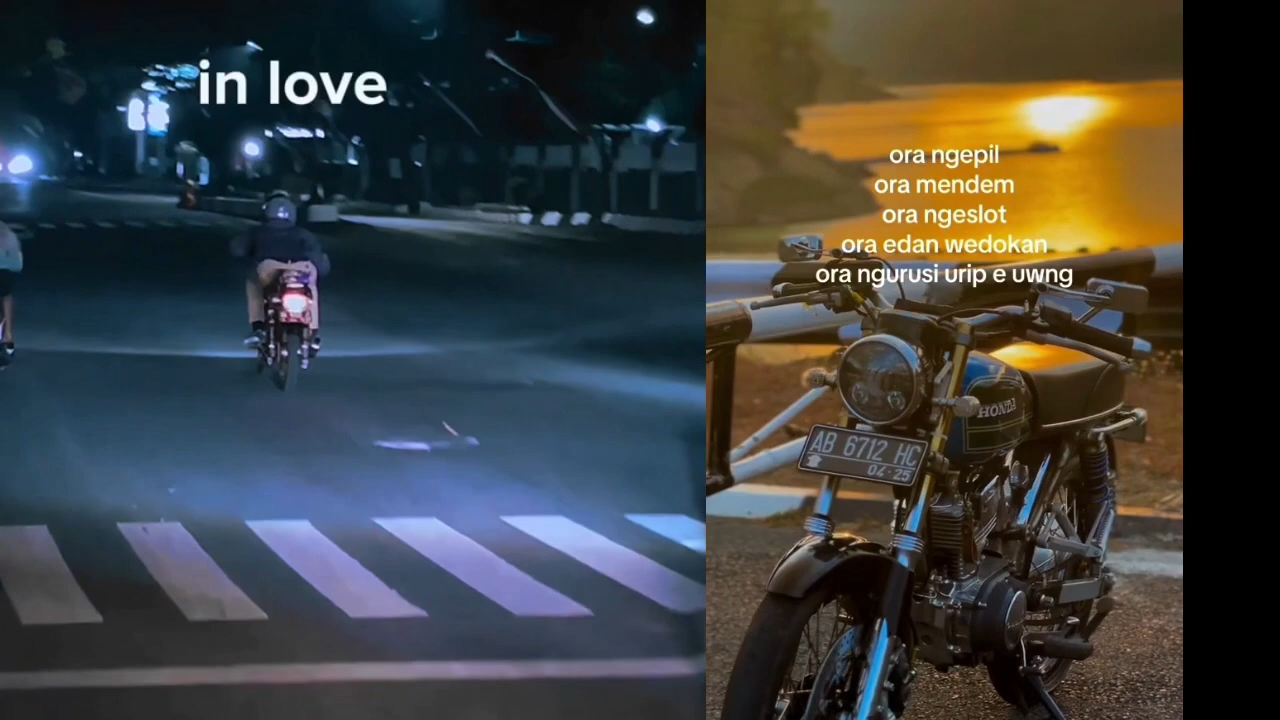 in love
ora ngepil
ora mendem
ora ngeslot
ora edan wedokan
ora ngurusi urip e uwng
HONDA
AB 6712 HC
04·25